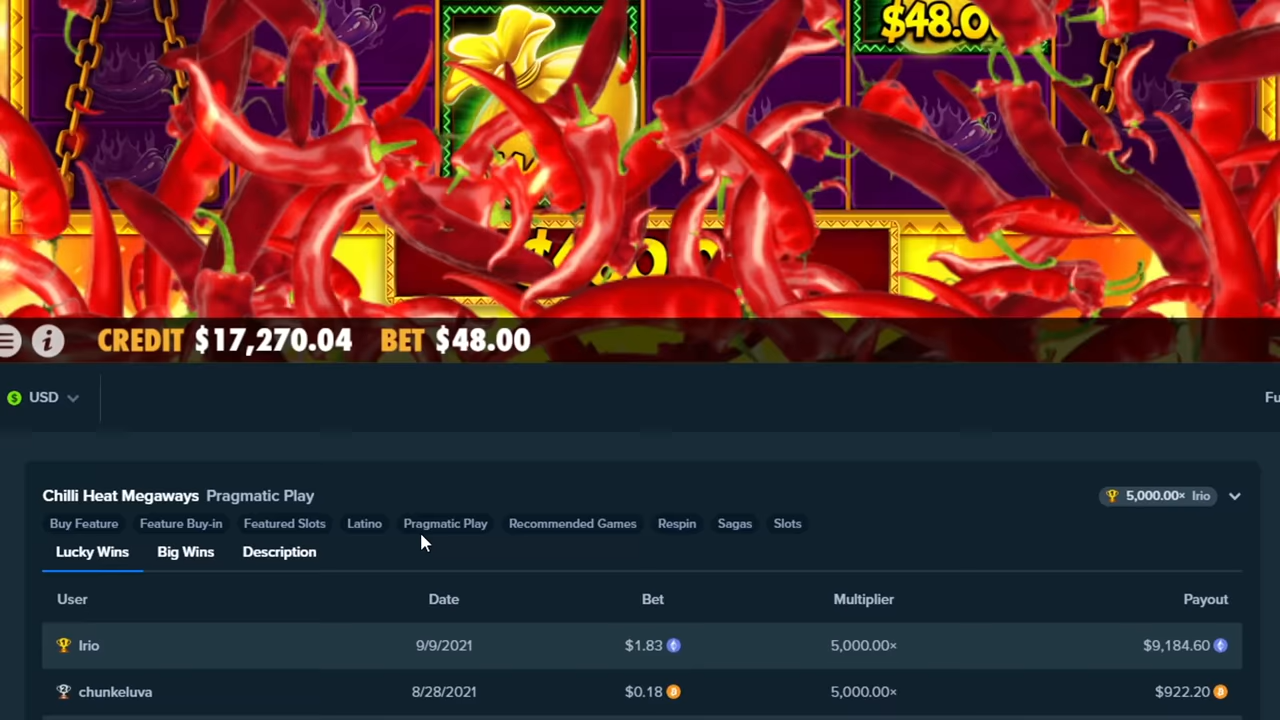 $48.0
CREDIT $17,270.04 BET $48.00
USD
Chilli Heat Megaways Pragmatic Play 5,000.00× Irio
Buy Feature Feature Buy-in Featured Slots Latino Pragmatic Play Recommended Games Respin Sagas Slots
Lucky Wins Big Wins Description
User Date Bet Multiplier Payout
Irio 9/9/2021 $1.83 5,000.00× $9,184.60
chunkeluva 8/28/2021 $0.18 5,000.00× $922.20